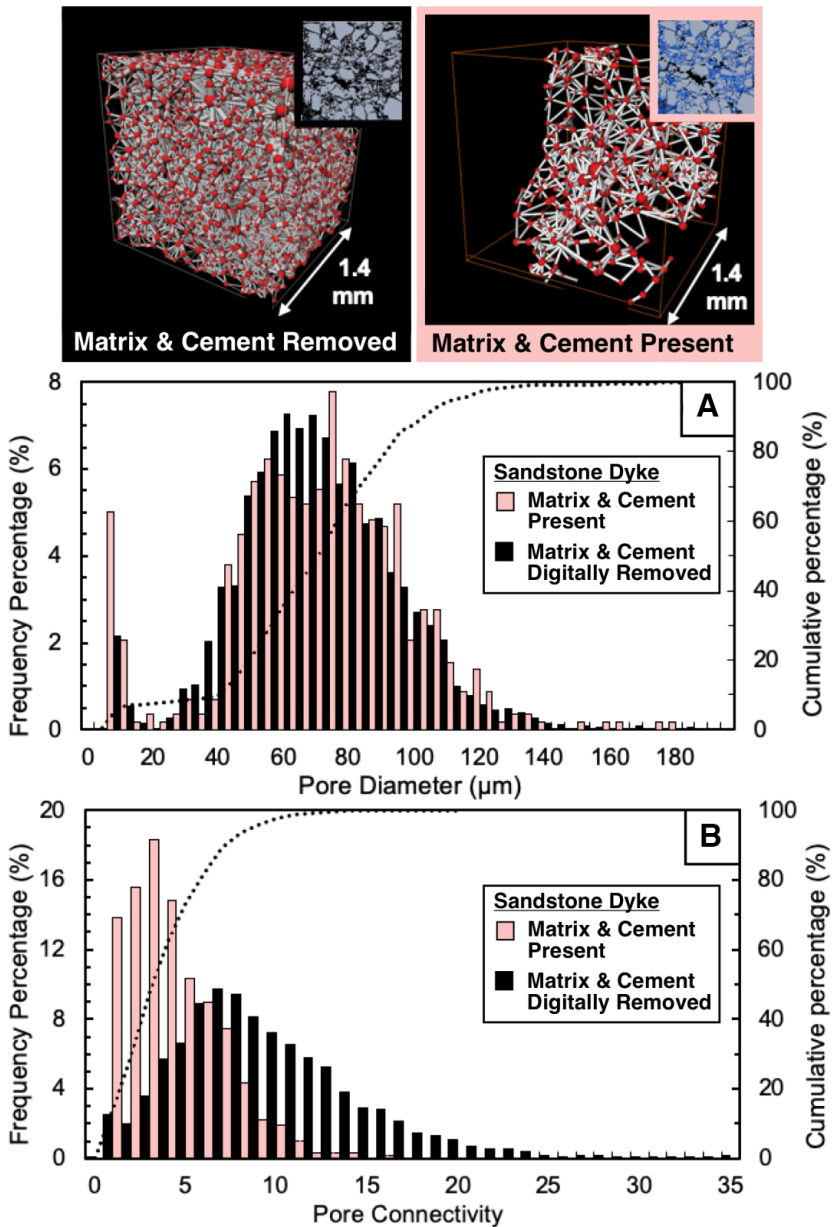 1.4
mm
Matrix & Cement Removed
1.4
mm
Matrix & Cement Present
A
Frequency Percentage (%)
8
6
4
2
0
Sandstone Dyke
Matrix & Cement
Present
Matrix & Cement
Digitally Removed
100
80
60
40
20
0
Cumulative percentage (%)
0 20 40 60 80 100 120 140 160 180
Pore Diameter (µm)
B
Frequency Percentage (%)
20
16
12
8
4
0
Sandstone Dyke
Matrix & Cement
Present
Matrix & Cement
Digitally Removed
100
80
60
40
20
0
Cumulative percentage (%)
0 5 10 15 20 25 30 35
Pore Connectivity